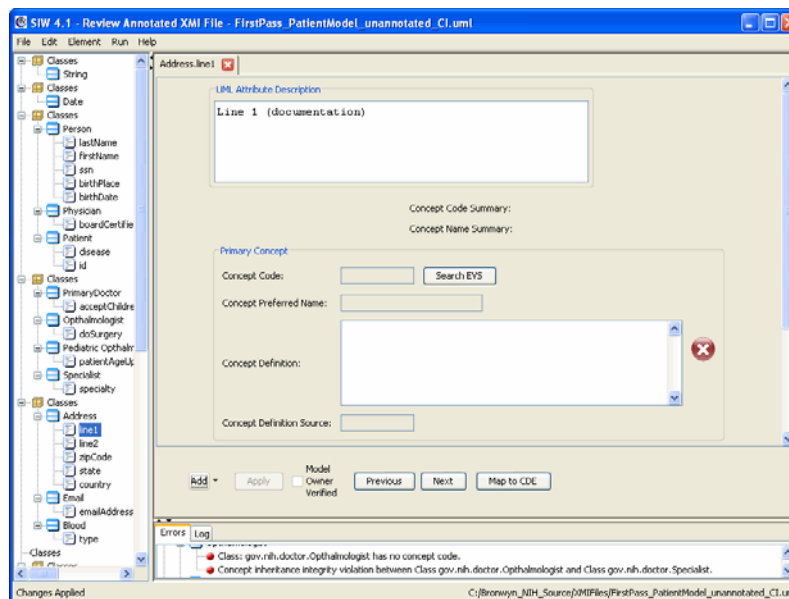 SIW 4.1 - Review Annotated XMI File - FirstPass_PatientModel_unannotated_CI.uml
File Edit Element Run Help
Classes
String
Classes
Date
Classes
Person
lastName
firstName
ssn
birthPlace
birthDate
Physician
boardCertifie
Patient
disease
id
Classes
PrimaryDoctor
acceptChildre
Opthalmologist
doSurgery
Pediatric Opthalm
patientAgeUp
Specialist
specialty
Classes
Address
line1
line2
zipCode
state
country
Email
emailAddress
Blood
type
Classes
Classes
Address.line1
UML Attribute Description
Line 1 (documentation)
Concept Code Summary:
Concept Name Summary:
Primary Concept
Concept Code:
Search EVS
Concept Preferred Name:
Concept Definition:
Concept Definition Source:
Add
Apply
Model Owner Verified
Previous
Next
Map to CDE
Errors Log
Opthalmologist
Class: gov.nih.doctor.Opthalmologist has no concept code.
Concept inheritance integrity violation between Class gov.nih.doctor.Opthalmologist and Class gov.nih.doctor.Specialist.
Changes Applied
C:/Bronwyn_NIH_Source/XMIFiles/FirstPass_PatientModel_unannotated_CI.um